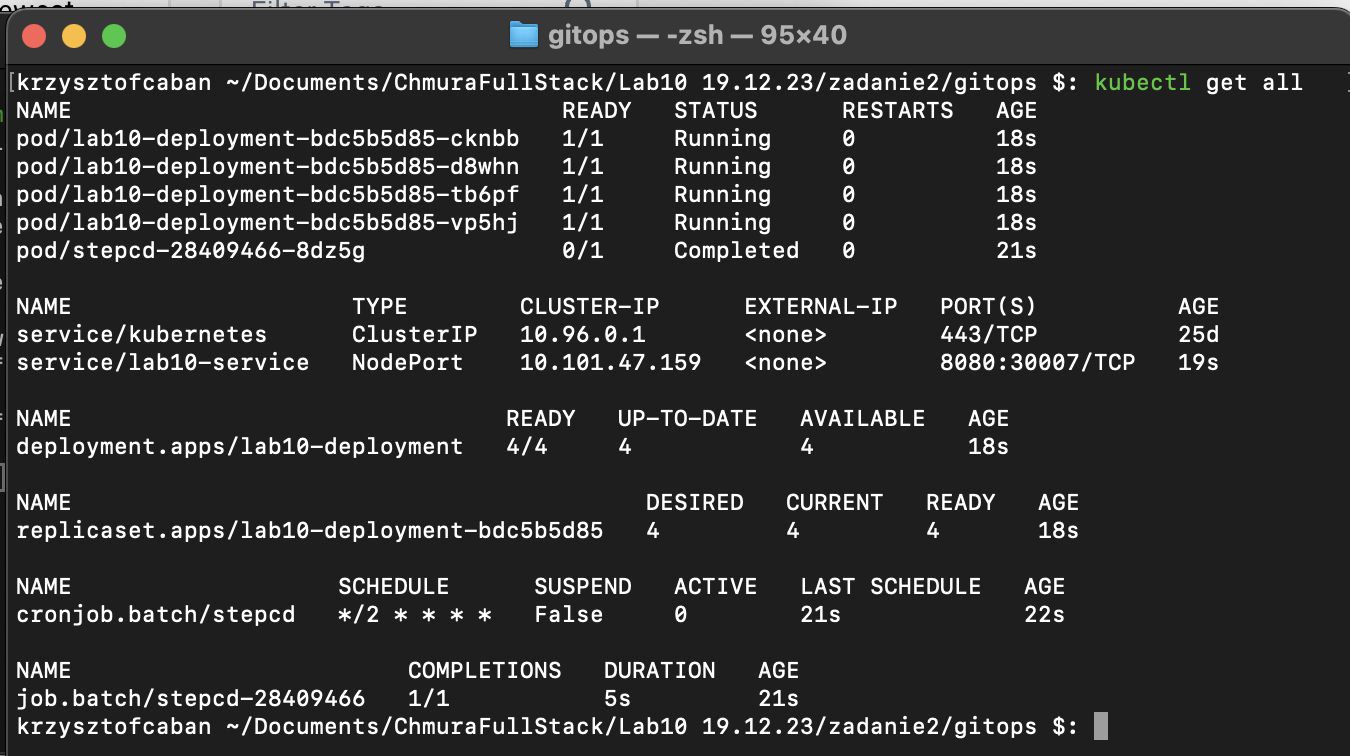 gitops — -zsh — 95×40
[krzysztofcaban ~/Documents/ChmuraFullStack/Lab10 19.12.23/zadanie2/gitops $: kubectl get all ]
NAME READY STATUS RESTARTS AGE
pod/lab10-deployment-bdc5b5d85-cknbb 1/1 Running 0 18s
pod/lab10-deployment-bdc5b5d85-d8whn 1/1 Running 0 18s
pod/lab10-deployment-bdc5b5d85-tb6pf 1/1 Running 0 18s
pod/lab10-deployment-bdc5b5d85-vp5hj 1/1 Running 0 18s
pod/stepcd-28409466-8dz5g 0/1 Completed 0 21s
NAME TYPE CLUSTER-IP EXTERNAL-IP PORT(S) AGE
service/kubernetes ClusterIP 10.96.0.1 <none> 443/TCP 25d
service/lab10-service NodePort 10.101.47.159 <none> 8080:30007/TCP 19s
NAME READY UP-TO-DATE AVAILABLE AGE
deployment.apps/lab10-deployment 4/4 4 4 18s
NAME DESIRED CURRENT READY AGE
replicaset.apps/lab10-deployment-bdc5b5d85 4 4 4 18s
NAME SCHEDULE SUSPEND ACTIVE LAST SCHEDULE AGE
cronjob.batch/stepcd */2 * * * * False 0 21s 22s
NAME COMPLETIONS DURATION AGE
job.batch/stepcd-28409466 1/1 5s 21s
krzysztofcaban ~/Documents/ChmuraFullStack/Lab10 19.12.23/zadanie2/gitops $: